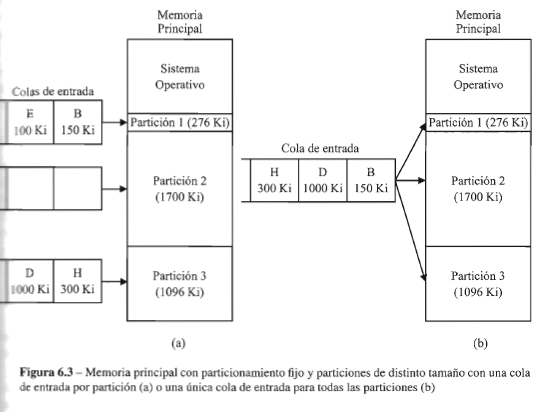 Memoria
Principal
Sistema
Operativo
Colas de entrada
E
B
100 Ki
150 Ki
Partición 1 (276 Ki)
Partición 2
(1700 Ki)
D
H
1000 Ki
300 Ki
Partición 3
(1096 Ki)
(a)
Memoria
Principal
Sistema
Operativo
Partición 1 (276 Ki)
Cola de entrada
H
D
B
300 Ki
1000 Ki
150 Ki
Partición 2
(1700 Ki)
Partición 3
(1096 Ki)
(b)
Figura 6.3 – Memoria principal con particionamiento fijo y particiones de distinto tamaño con una cola
de entrada por partición (a) o una única cola de entrada para todas las particiones (b)